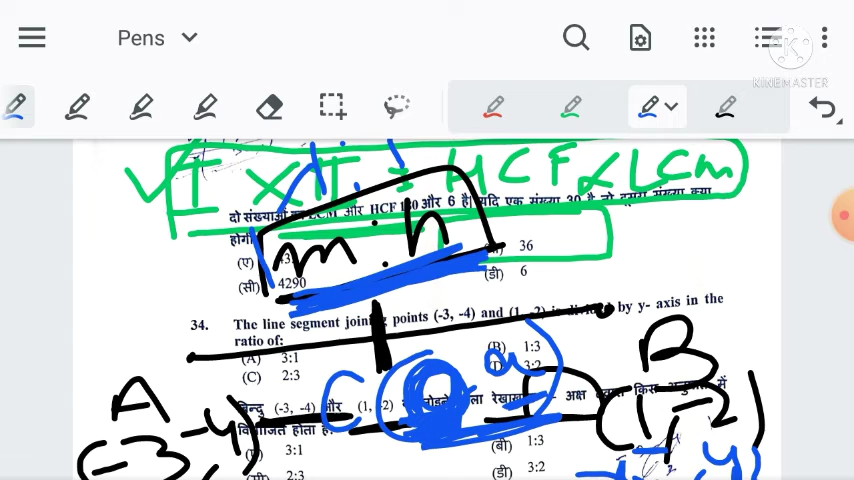 Pens
KINEMASTER
I × II = HCF × LCM
दो संख्याओं का LCM और HCF 180 और 6 है। यदि एक संख्या 30 है तो दूसरी संख्या क्या
होगी
(ए)
36
(सी) 4290
(डी) 6
m : n
34. The line segment joining points (-3, -4) and (1, -2) is divided by y- axis in the
ratio of:
(A) 3:1
(B) 1:3
(C) 2:3
(D) 3:2
A
B
C
(-3, -4)
(1, -2)
बिन्दु (-3, -4) और (1, -2) अक्ष किस अनुपात में
विभाजित होता है
3:1
(बी) 1:3
2:3
(डी) 3:2